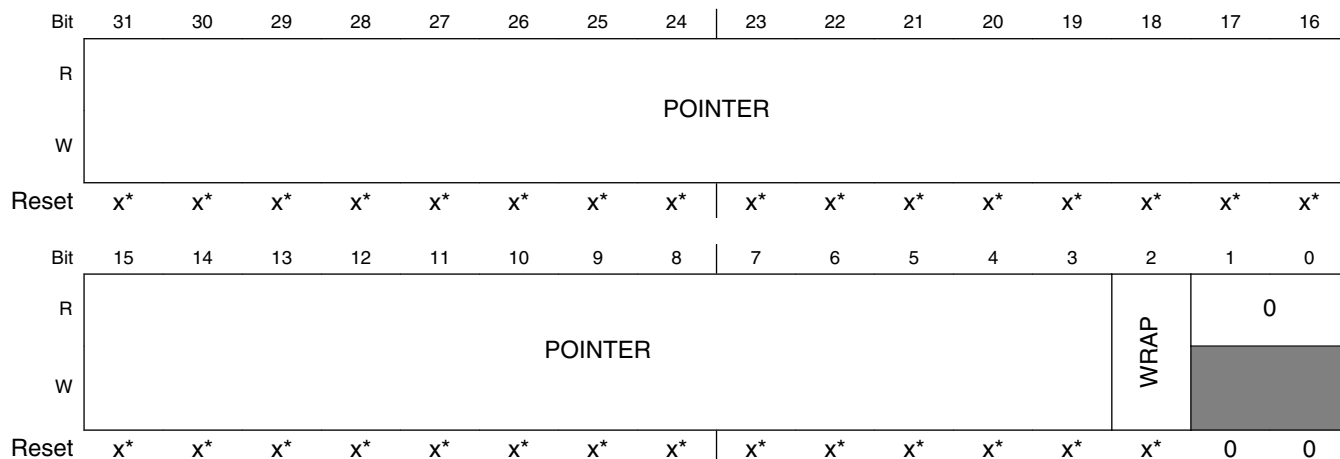 Bit 31 30 29 28 27 26 25 24 23 22 21 20 19 18 17 16
R
POINTER
W
Reset x* x* x* x* x* x* x* x* x* x* x* x* x* x* x* x*
Bit 15 14 13 12 11 10 9 8 7 6 5 4 3 2 1 0
R 0
POINTER WRAP
W
Reset x* x* x* x* x* x* x* x* x* x* x* x* x* x* 0 0